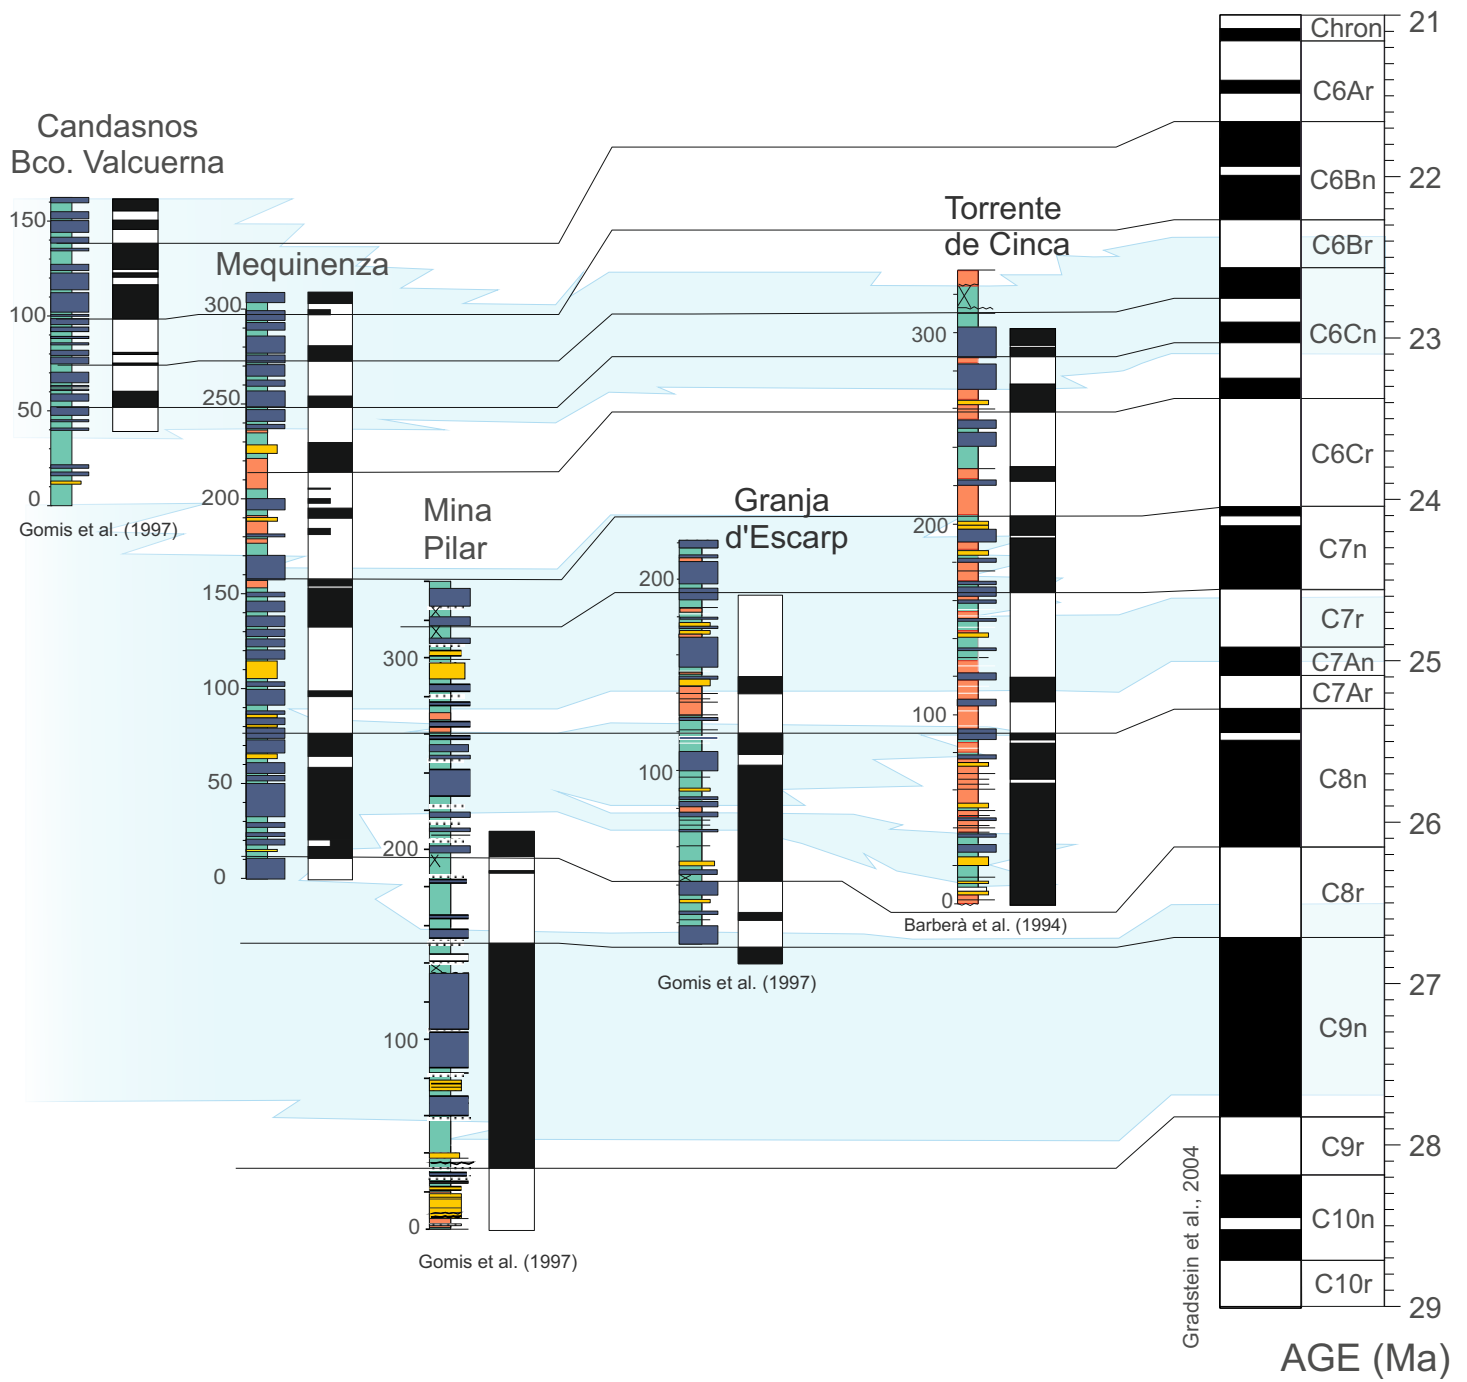 Candasnos
Bco. Valcuerna
150
100
50
0
Gomis et al. (1997)
Mequinenza
300
250
200
150
100
50
0
Mina
Pilar
300
200
100
0
Gomis et al. (1997)
Granja
d'Escarp
200
100
Gomis et al. (1997)
Torrente
de Cinca
300
200
100
0
Barberà et al. (1994)
Chron
C6Ar
C6Bn
C6Br
C6Cn
C6Cr
C7n
C7r
C7An
C7Ar
C8n
C8r
C9n
C9r
C10n
C10r
21
22
23
24
25
26
27
28
29
Gradstein et al., 2004
AGE (Ma)